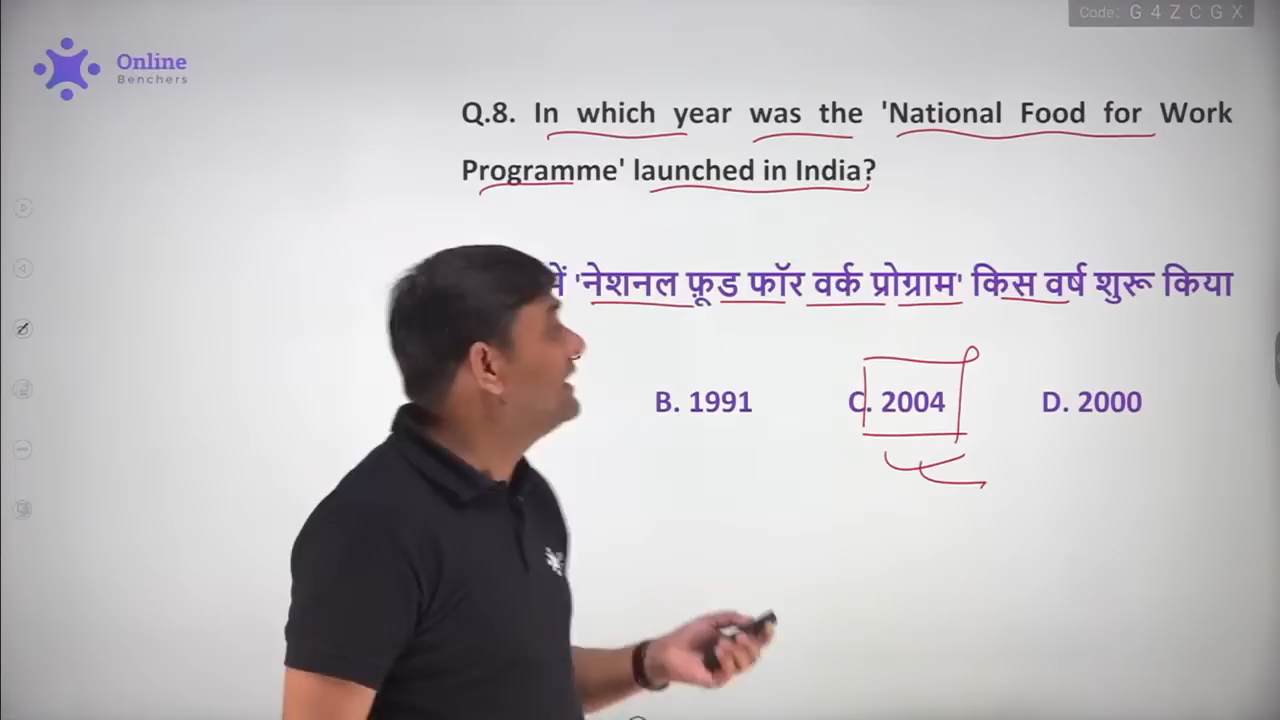 Code: G 4 Z C G X
Online
Benchers
Q.8. In which year was the 'National Food for Work
Programme' launched in India?
में 'नेशनल फ़ूड फॉर वर्क प्रोग्राम' किस वर्ष शुरू किया
B. 1991 C. 2004 D. 2000